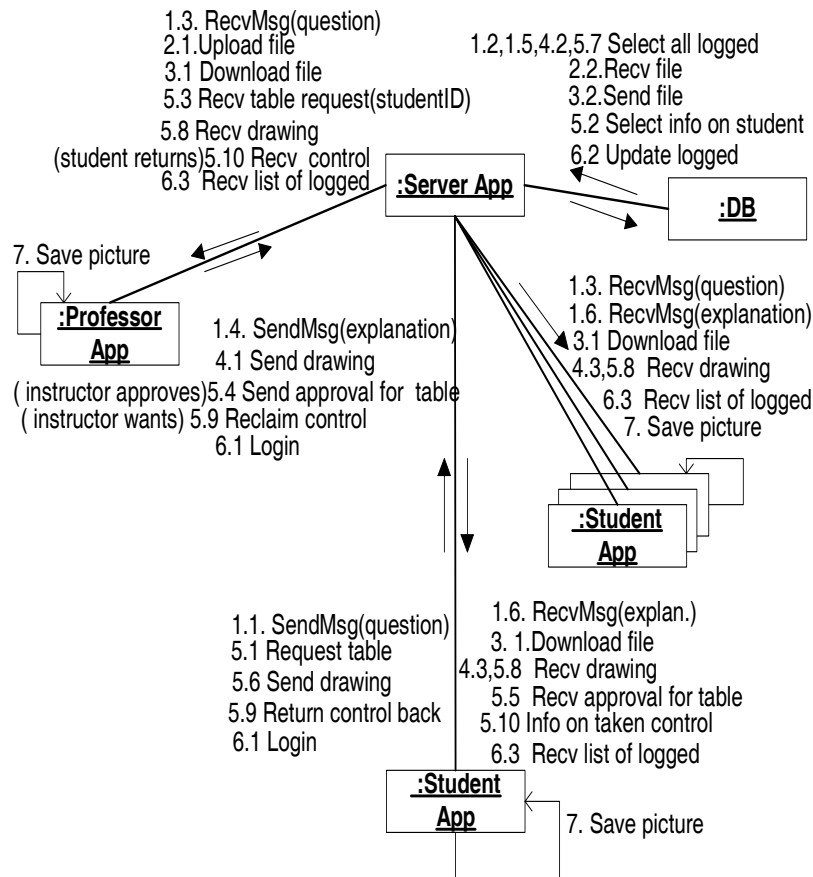 1.3. RecvMsg(question)
2.1.Upload file
3.1 Download file
5.3 Recv table request(studentID)
5.8 Recv drawing
(student returns)5.10 Recv control
6.3 Recv list of logged
1.2,1.5,4.2,5.7 Select all logged
2.2.Recv file
3.2.Send file
5.2 Select info on student
6.2 Update logged
:Server App
:DB
7. Save picture
:Professor
App
1.4. SendMsg(explanation)
4.1 Send drawing
( instructor approves)5.4 Send approval for table
( instructor wants) 5.9 Reclaim control
6.1 Login
1.3. RecvMsg(question)
1.6. RecvMsg(explanation)
3.1 Download file
4.3,5.8 Recv drawing
6.3 Recv list of logged
7. Save picture
:Student
App
1.1. SendMsg(question)
5.1 Request table
5.6 Send drawing
5.9 Return control back
6.1 Login
1.6. RecvMsg(explan.)
3. 1.Download file
4.3,5.8 Recv drawing
5.5 Recv approval for table
5.10 Info on taken control
6.3 Recv list of logged
:Student
App
7. Save picture